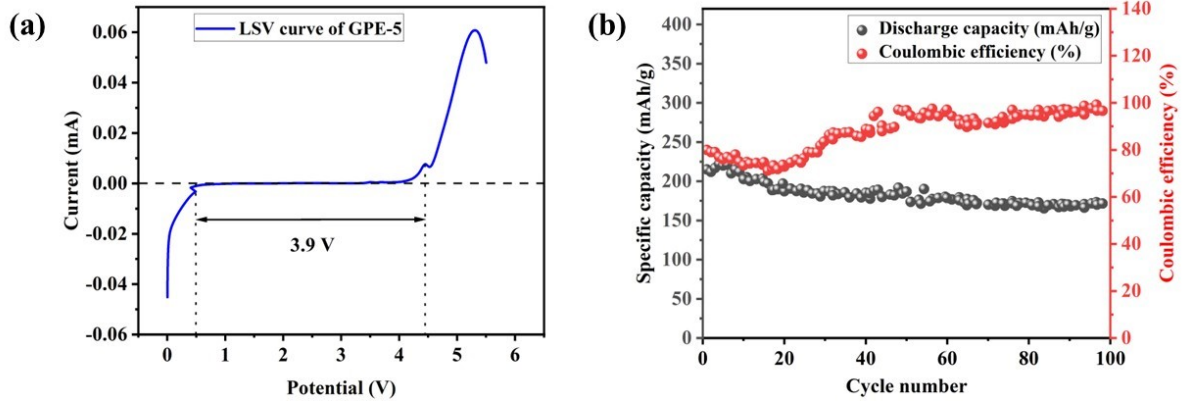 (a)
LSV curve of GPE-5
Current (mA)
0.06
0.04
0.02
0.00
-0.02
-0.04
-0.06
3.9 V
0 1 2 3 4 5 6
Potential (V)
(b)
Discharge capacity (mAh/g)
Coulombic efficiency (%)
Specific capacity (mAh/g)
400
350
300
250
200
150
100
50
0
0 20 40 60 80 100
Cycle number
140
120
100
80
60
40
20
0
Coulombic efficiency (%)